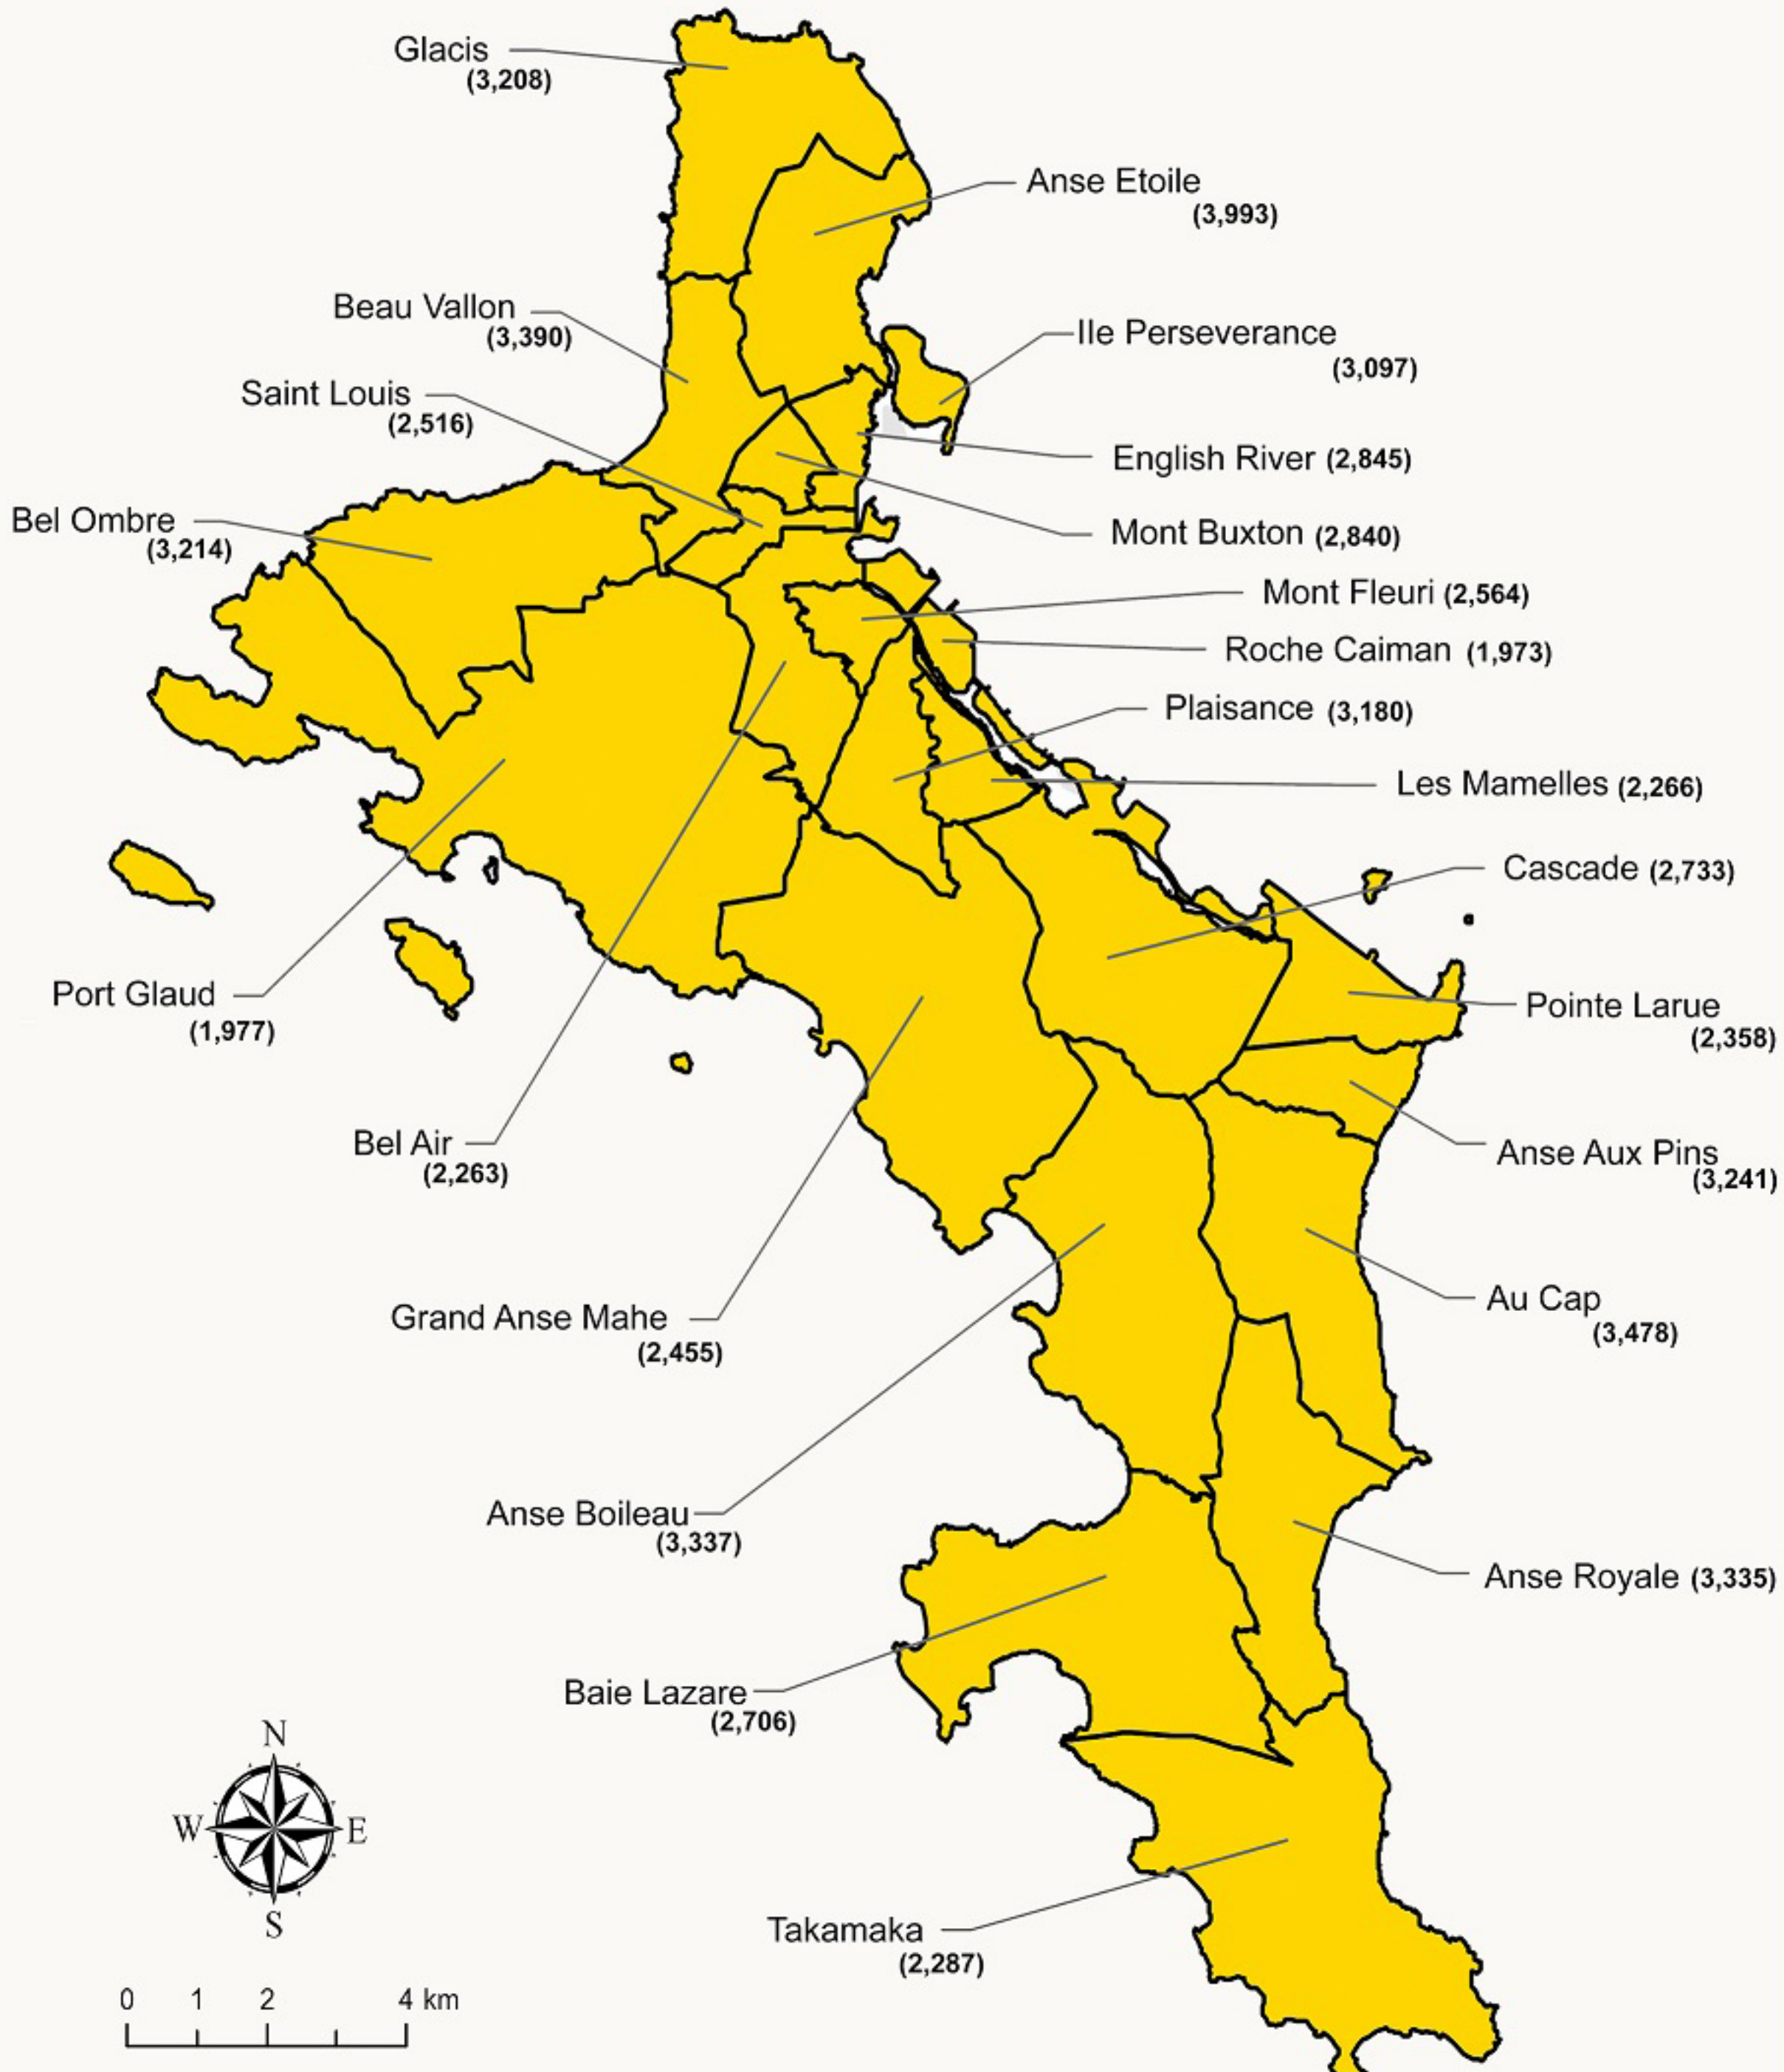 Glacis
(3,208)
Anse Etoile
(3,993)
Beau Vallon
(3,390)
Ile Perseverance
(3,097)
Saint Louis
(2,516)
English River (2,845)
Bel Ombre
(3,214)
Mont Buxton (2,840)
Mont Fleuri (2,564)
Roche Caiman (1,973)
Plaisance (3,180)
Les Mamelles (2,266)
Cascade (2,733)
Port Glaud
(1,977)
Pointe Larue
(2,358)
Bel Air
(2,263)
Anse Aux Pins
(3,241)
Grand Anse Mahe
(2,455)
Au Cap
(3,478)
Anse Boileau
(3,337)
Anse Royale (3,335)
Baie Lazare
(2,706)
Takamaka
(2,287)
N
W E
S
0 1 2 4 km